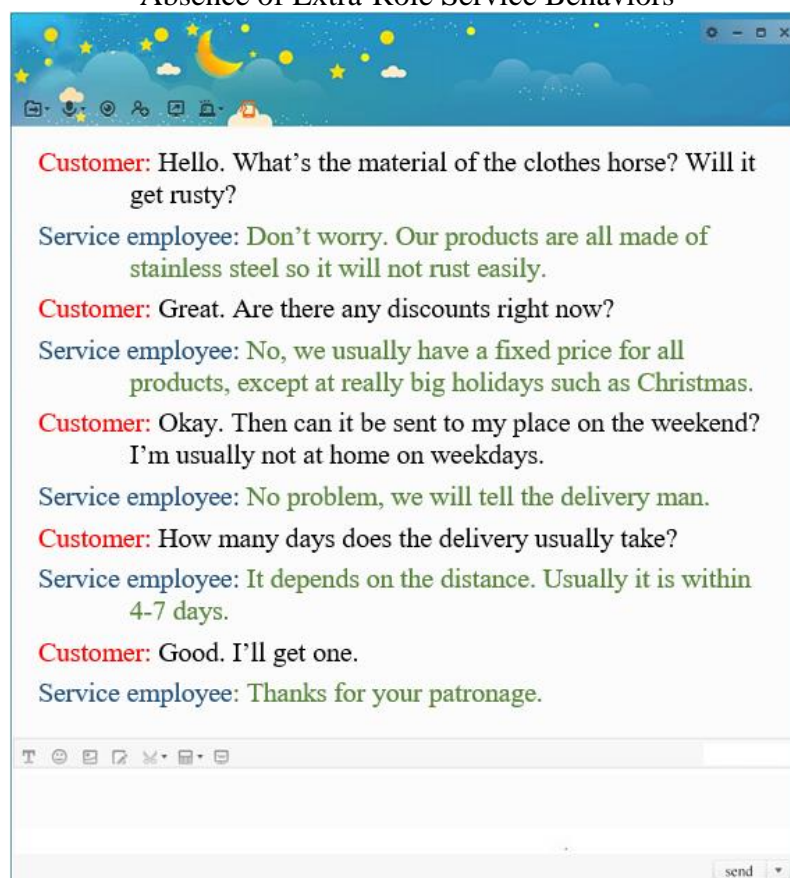 Absence of Extra-Role Service Behaviors
Customer: Hello. What's the material of the clothes horse? Will it
get rusty?
Service employee: Don't worry. Our products are all made of
stainless steel so it will not rust easily.
Customer: Great. Are there any discounts right now?
Service employee: No, we usually have a fixed price for all
products, except at really big holidays such as Christmas.
Customer: Okay. Then can it be sent to my place on the weekend?
I'm usually not at home on weekdays.
Service employee: No problem, we will tell the delivery man.
Customer: How many days does the delivery usually take?
Service employee: It depends on the distance. Usually it is within
4-7 days.
Customer: Good. I'll get one.
Service employee: Thanks for your patronage.
T
send